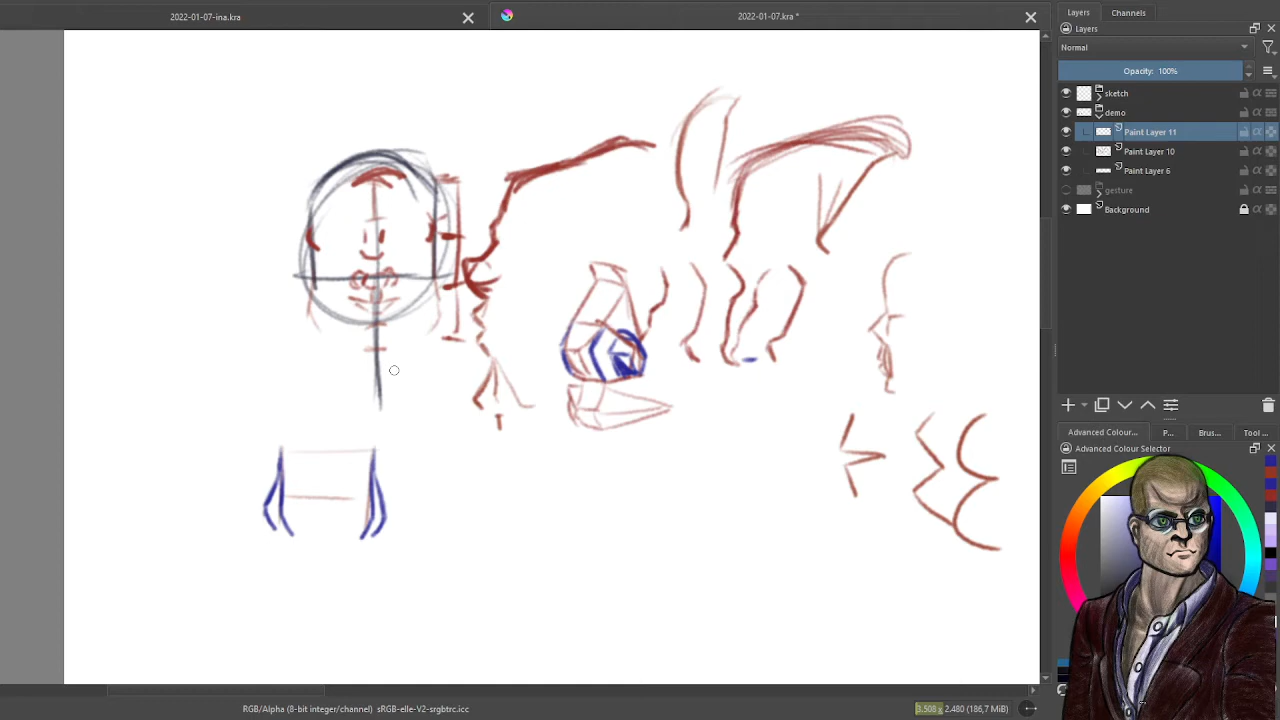 2022-01-07-ina.kra
2022-01-07.kra *
Layers
Channels
Layers
Normal
Opacity: 100%
sketch
demo
Paint Layer 11
Paint Layer 10
Paint Layer 6
gesture
Background
Advanced Colour...
P...
Brus...
Tool ...
Advanced Colour Selector
RGB/Alpha (8-bit integer/channel) sRGB-elle-V2-srgbtrc.icc
3.508 x 2.480 (186,7 MiB)